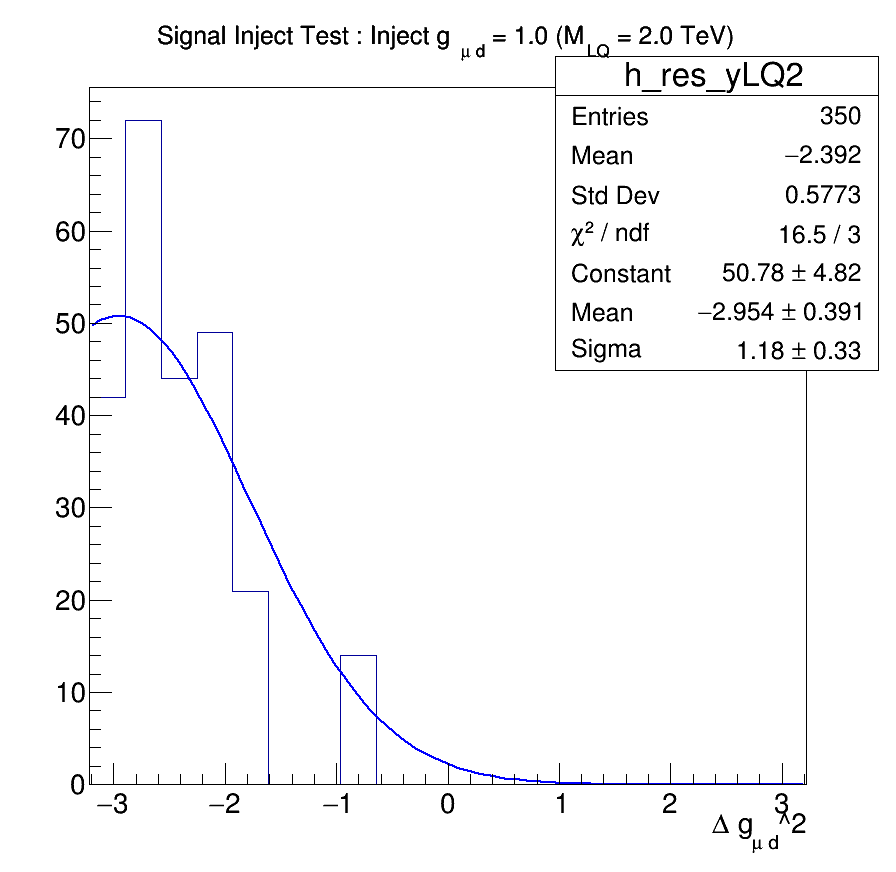 Signal Inject Test : Inject g μ d = 1.0 (M LQ = 2.0 TeV)
h_res_yLQ2
Entries 350
Mean −2.392
Std Dev 0.5773
χ² / ndf 16.5 / 3
Constant 50.78 ± 4.82
Mean −2.954 ± 0.391
Sigma 1.18 ± 0.33
70
60
50
40
30
20
10
0
−3 −2 −1 0 1 2 3
Δ g μ d ^2